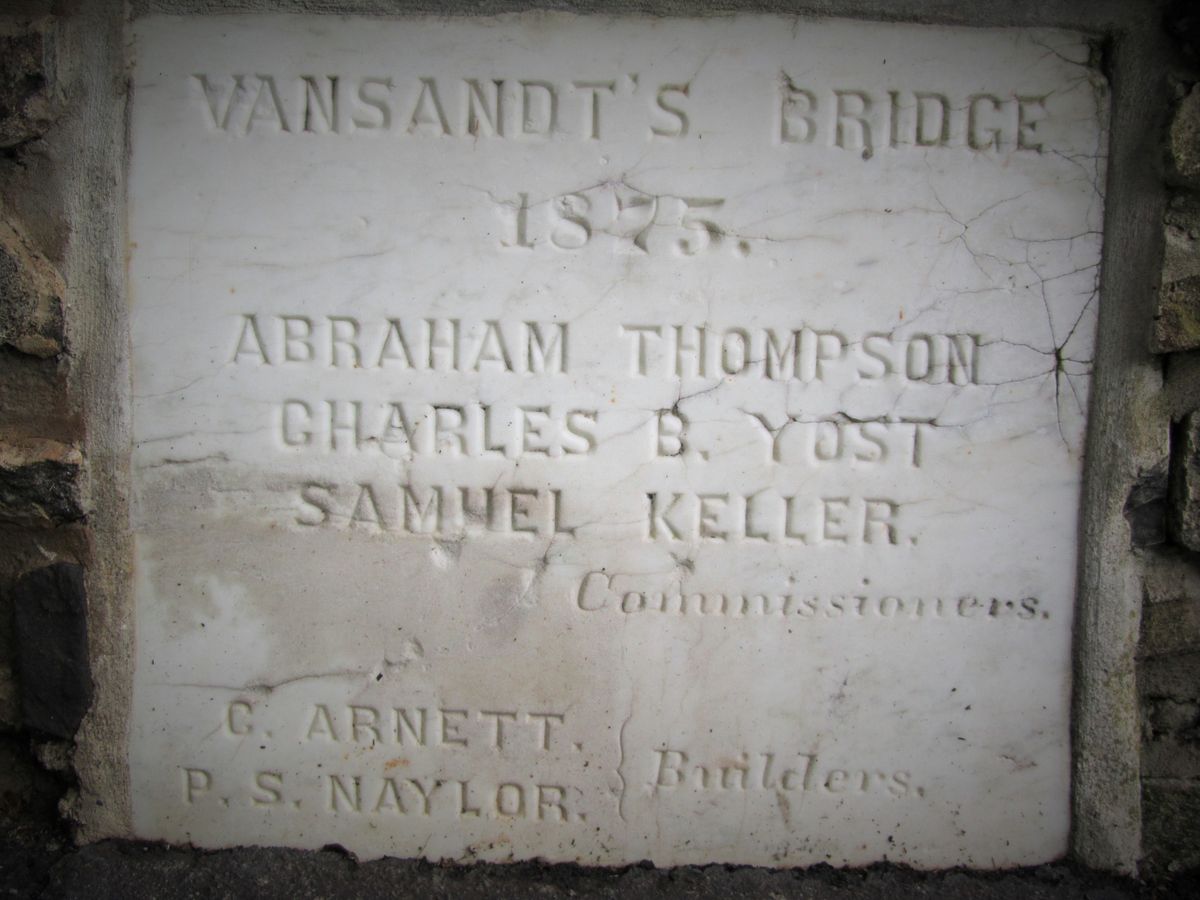 VANSANDT'S BRIDGE
1875.
ABRAHAM THOMPSON
CHARLES B. YOST
SAMUEL KELLER.
Commissioners.
C. ARNETT.
P. S. NAYLOR.
Builders.